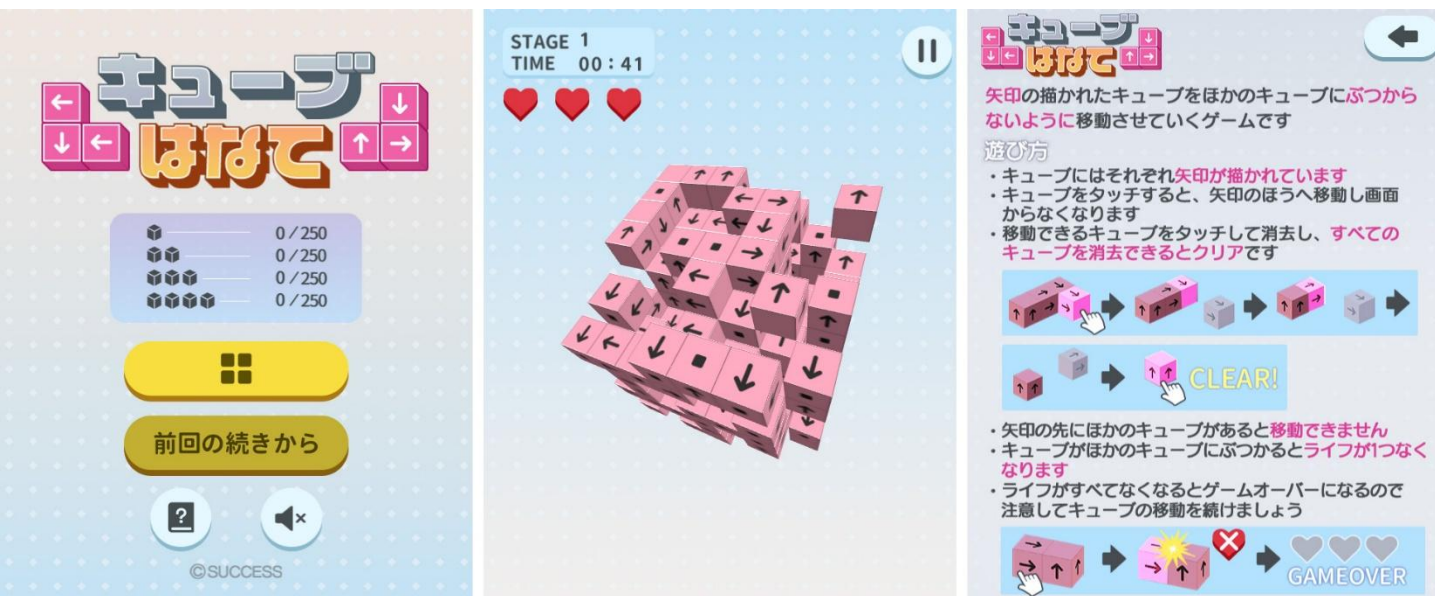 キューブ
はなて
0/250
0/250
0/250
0/250
前回の続きから
?
©SUCCESS
STAGE 1
TIME 00:41
キューブ
はなて
矢印の描かれたキューブをほかのキューブにぶつから
ないように移動させていくゲームです
遊び方
・キューブにはそれぞれ矢印が描かれています
・キューブをタッチすると、矢印のほうへ移動し画面
からなくなります
・移動できるキューブをタッチして消去し、すべての
キューブを消去できるとクリアです
CLEAR!
・矢印の先にほかのキューブがあると移動できません
・キューブがほかのキューブにぶつかるとライフが1つなく
なります
・ライフがすべてなくなるとゲームオーバーになるので
注意してキューブの移動を続けましょう
GAMEOVER